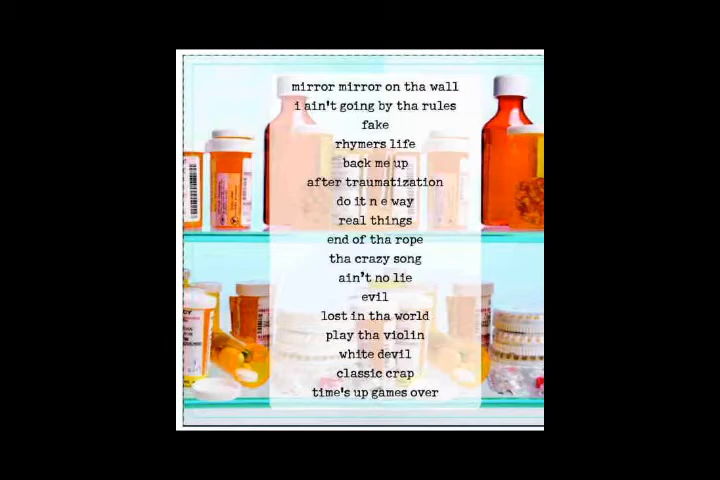 mirror mirror on tha wall
i ain't going by tha rules
fake
rhymers life
back me up
after traumatization
do it n e way
real things
end of tha rope
tha crazy song
ain't no lie
evil
lost in tha world
play tha violin
white devil
classic crap
time's up games over